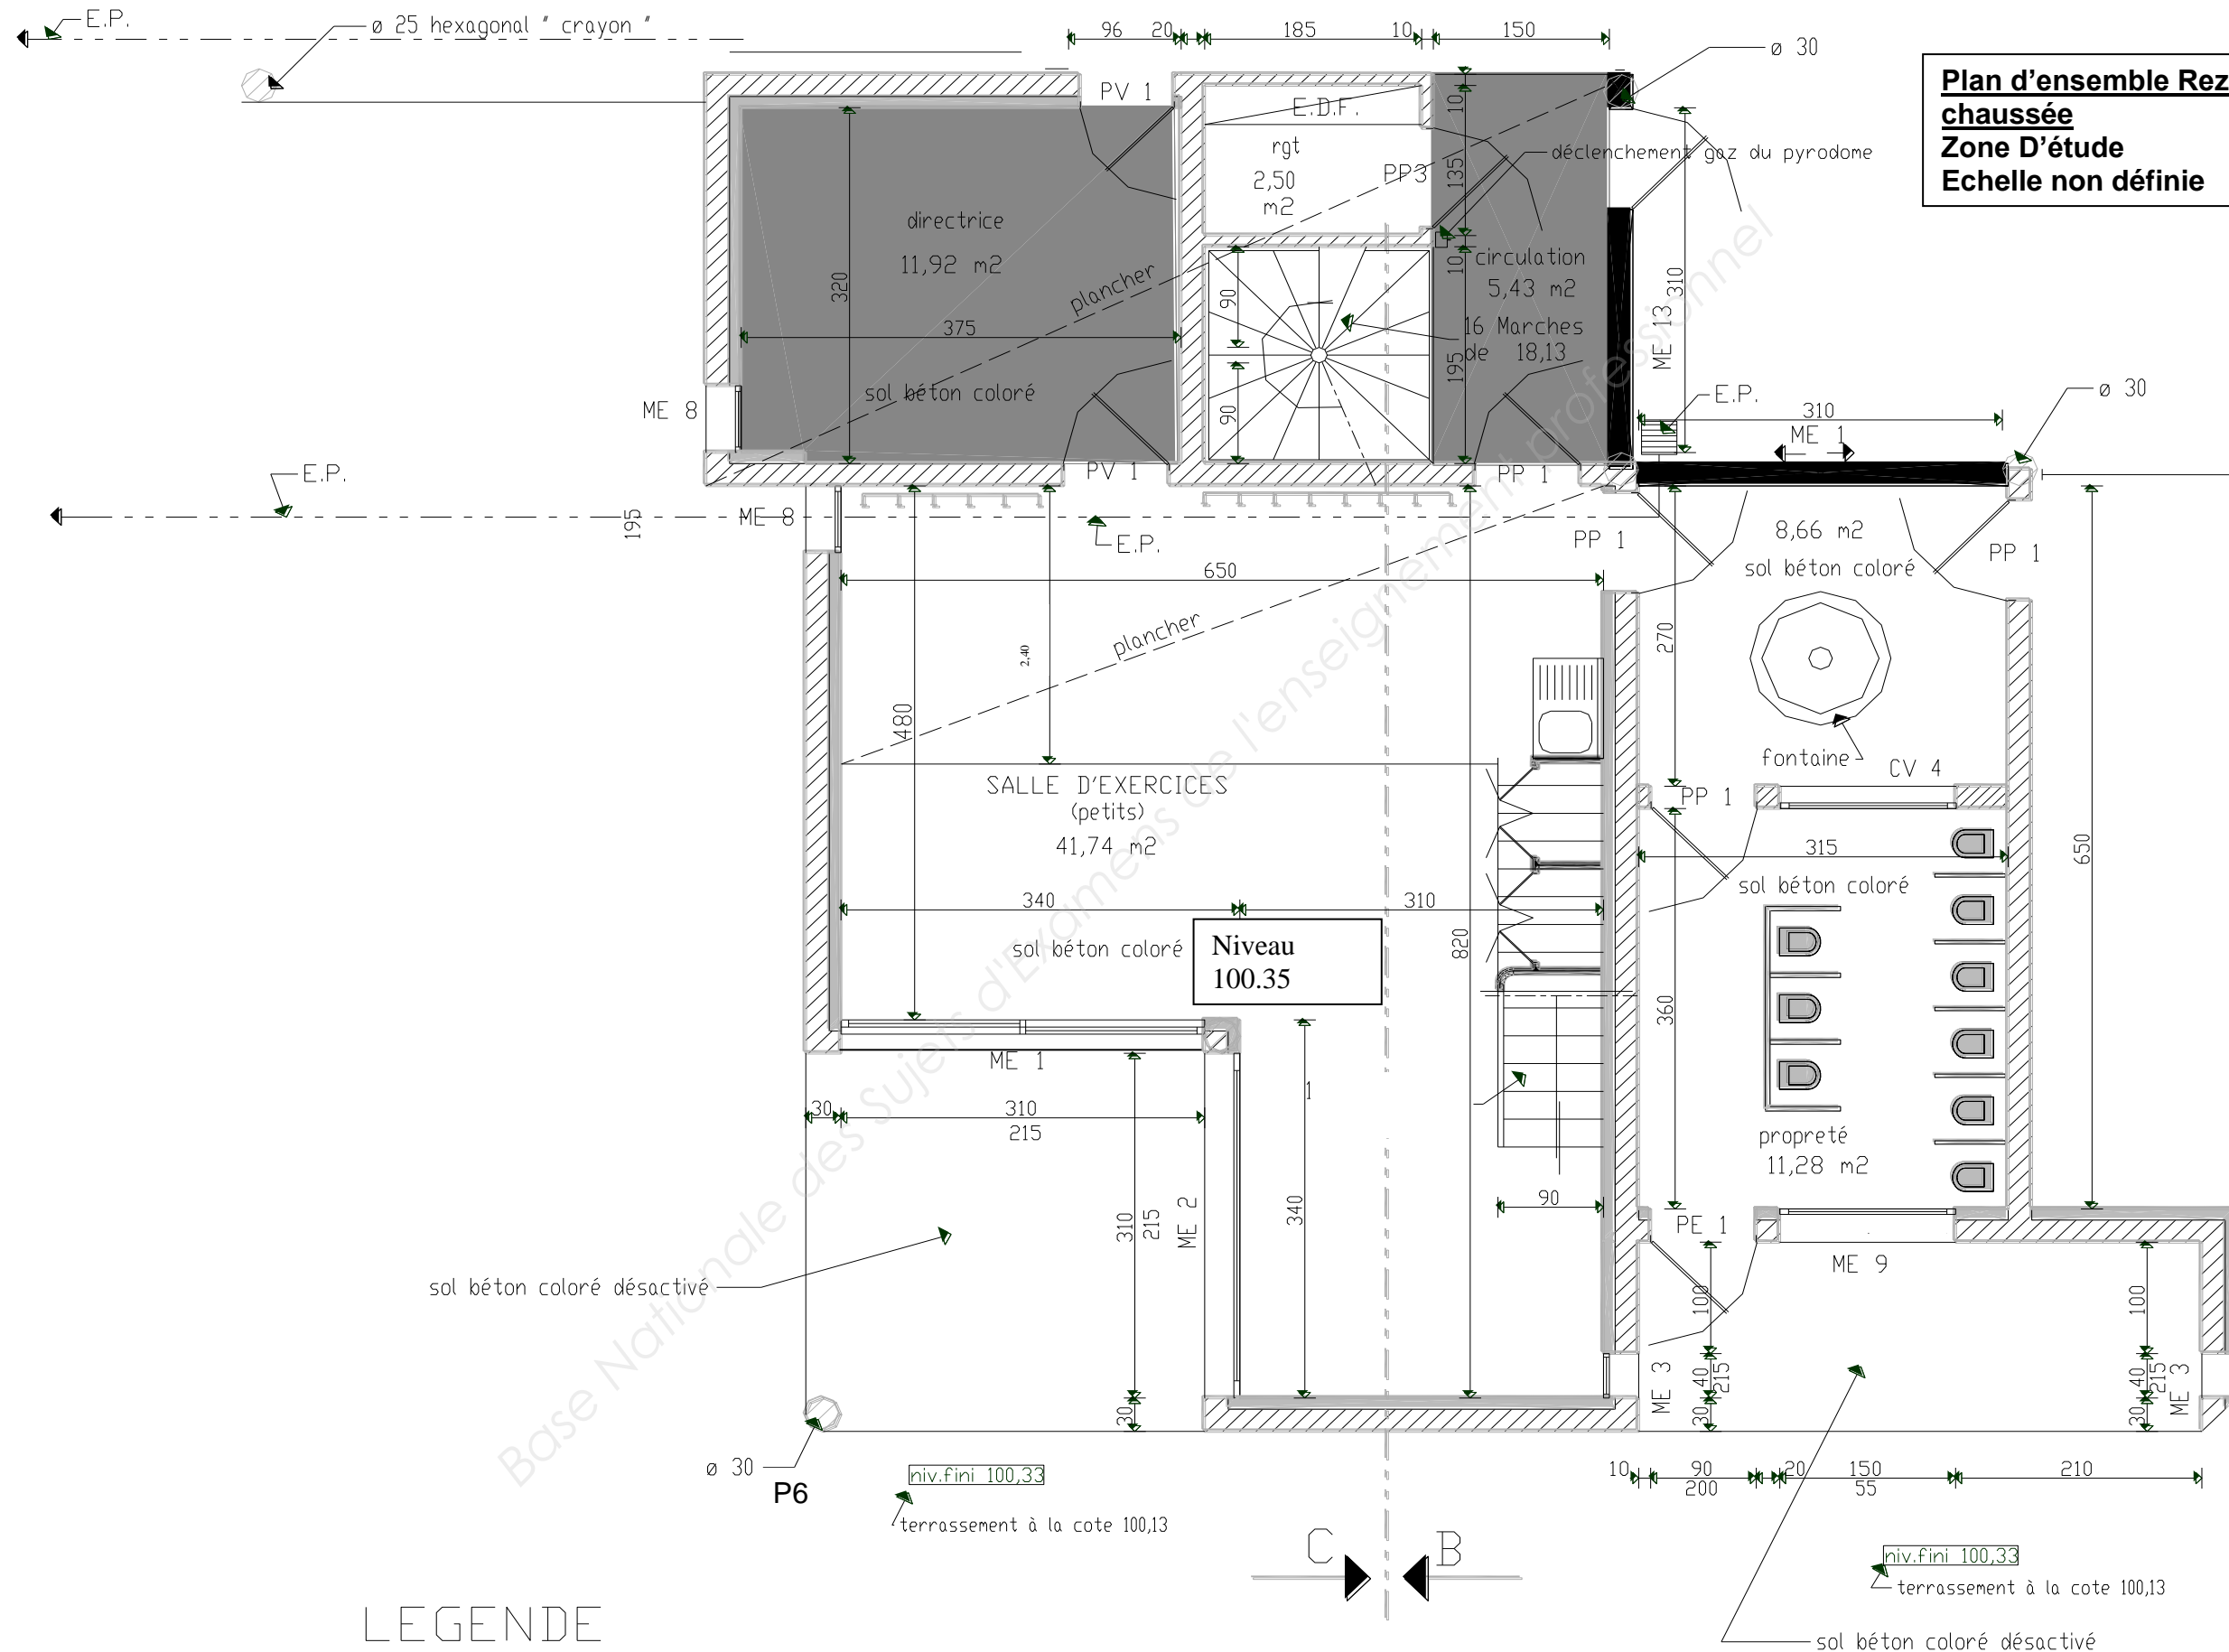 E.P.
ø 25 hexagonal " crayon "
96
20
185
10
150
ø 30
Plan d'ensemble Rez
chaussée
Zone D'étude
Echelle non définie
PV 1
E.D.F.
rgt
2,50
m2
PP3
10
135
déclenchement gaz du pyrodome
directrice
11,92 m2
320
375
plancher
sol béton coloré
90
90
circulation
5,43 m2
10
16 Marches
de 18,13
195
310
ME 13
E.P.
310
ME 1
ø 30
ME 8
PV 1
PP 1
E.P.
195
ME 8
E.P.
PP 1
8,66 m2
sol béton coloré
PP 1
650
270
2,40
plancher
480
fontaine
CV 4
SALLE D'EXERCICES
(petits)
41,74 m2
PP 1
315
650
sol béton coloré
340
310
820
sol béton coloré
Niveau
100.35
360
ME 1
1
30
310
215
propreté
11,28 m2
310
215
ME 2
340
90
PE 1
ME 9
sol béton coloré désactivé
100
100
40
215
ME 3
40
215
ME 3
30
30
30
ø 30
P6
niv.fini 100,33
terrassement à la cote 100,13
10
90
200
20
150
55
210
C
B
niv.fini 100,33
terrassement à la cote 100,13
LEGENDE
sol béton coloré désactivé
Base Nationale des Sujets d'Examens de l'enseignement professionnel